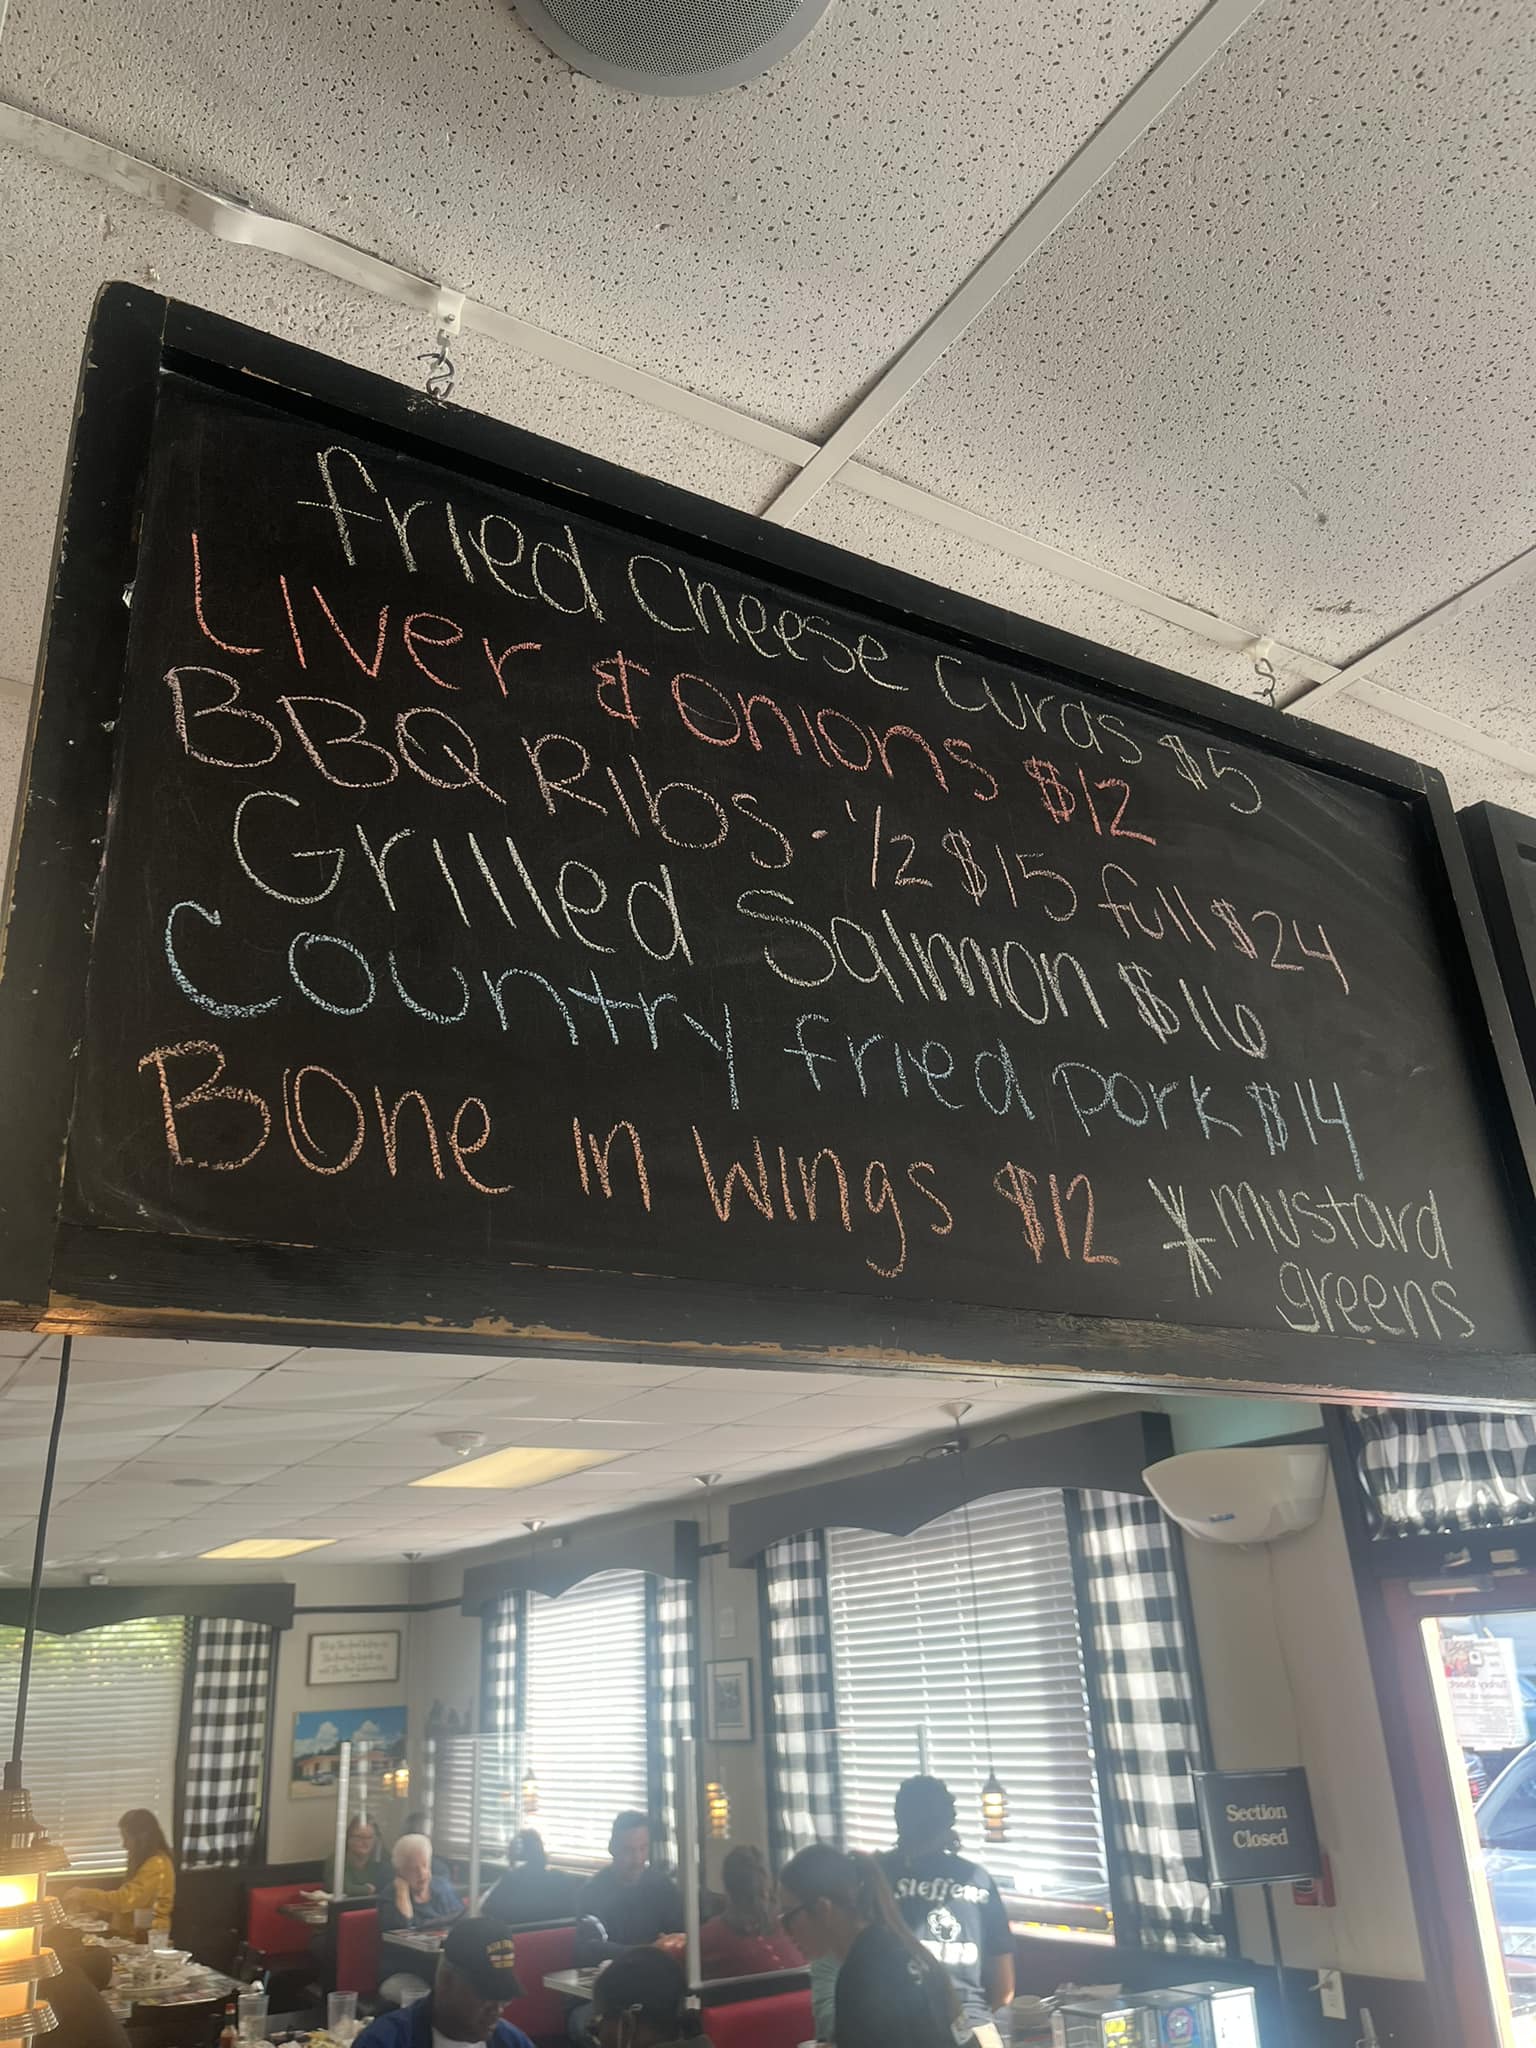 fried cheese curds $5
Liver & Onions $12
BBQ Ribs - 1/2 $15 full $24
Grilled Salmon $16
Country fried pork $14
Bone in Wings $12
* mustard
greens
Section
Closed
Steffens